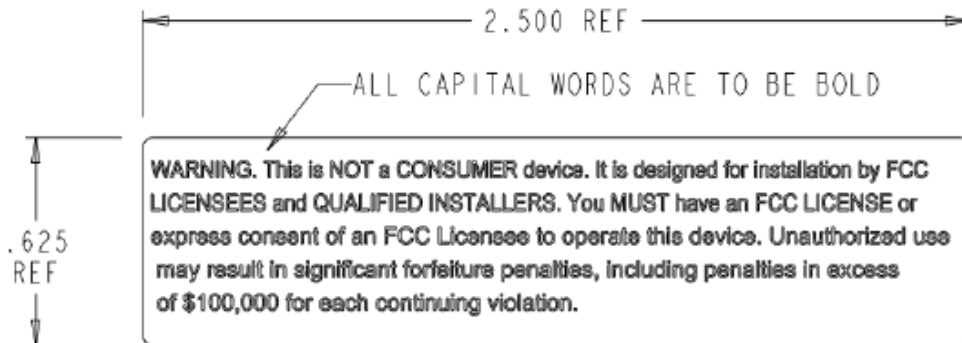 2.500 REF
ALL CAPITAL WORDS ARE TO BE BOLD
WARNING. This is NOT a CONSUMER device. It is designed for installation by FCC
LICENSEES and QUALIFIED INSTALLERS. You MUST have an FCC LICENSE or
express consent of an FCC Licensee to operate this device. Unauthorized use
may result in significant forfeiture penalties, including penalties in excess
of $100,000 for each continuing violation.
.625
REF